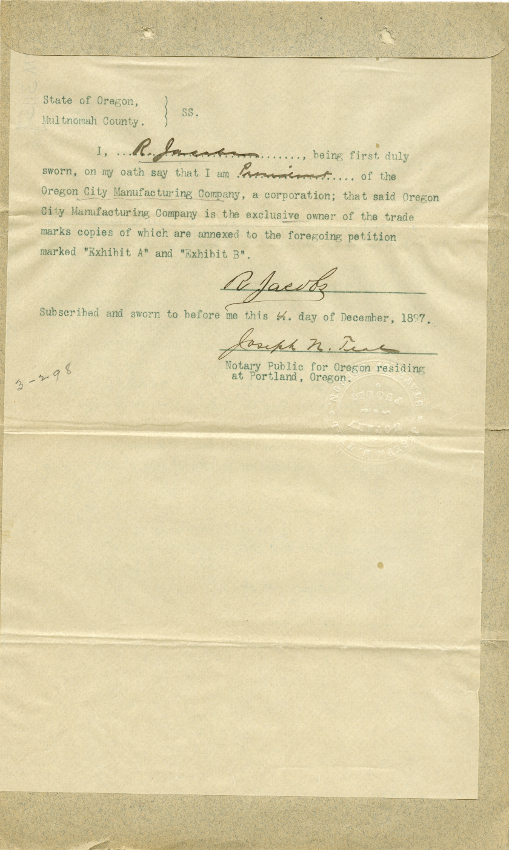 State of Oregon,
Multnomah County. SS.
I, ...R. Jacobs......., being first duly
sworn, on my oath say that I am President.... of the
Oregon City Manufacturing Company, a corporation; that said Oregon
City Manufacturing Company is the exclusive owner of the trade
marks copies of which are annexed to the foregoing petition
marked "Exhibit A" and "Exhibit B".
R Jacobs
Subscribed and sworn to before me this day of December, 1897.
Joseph N. Teal
Notary Public for Oregon residing
at Portland, Oregon.
3-298